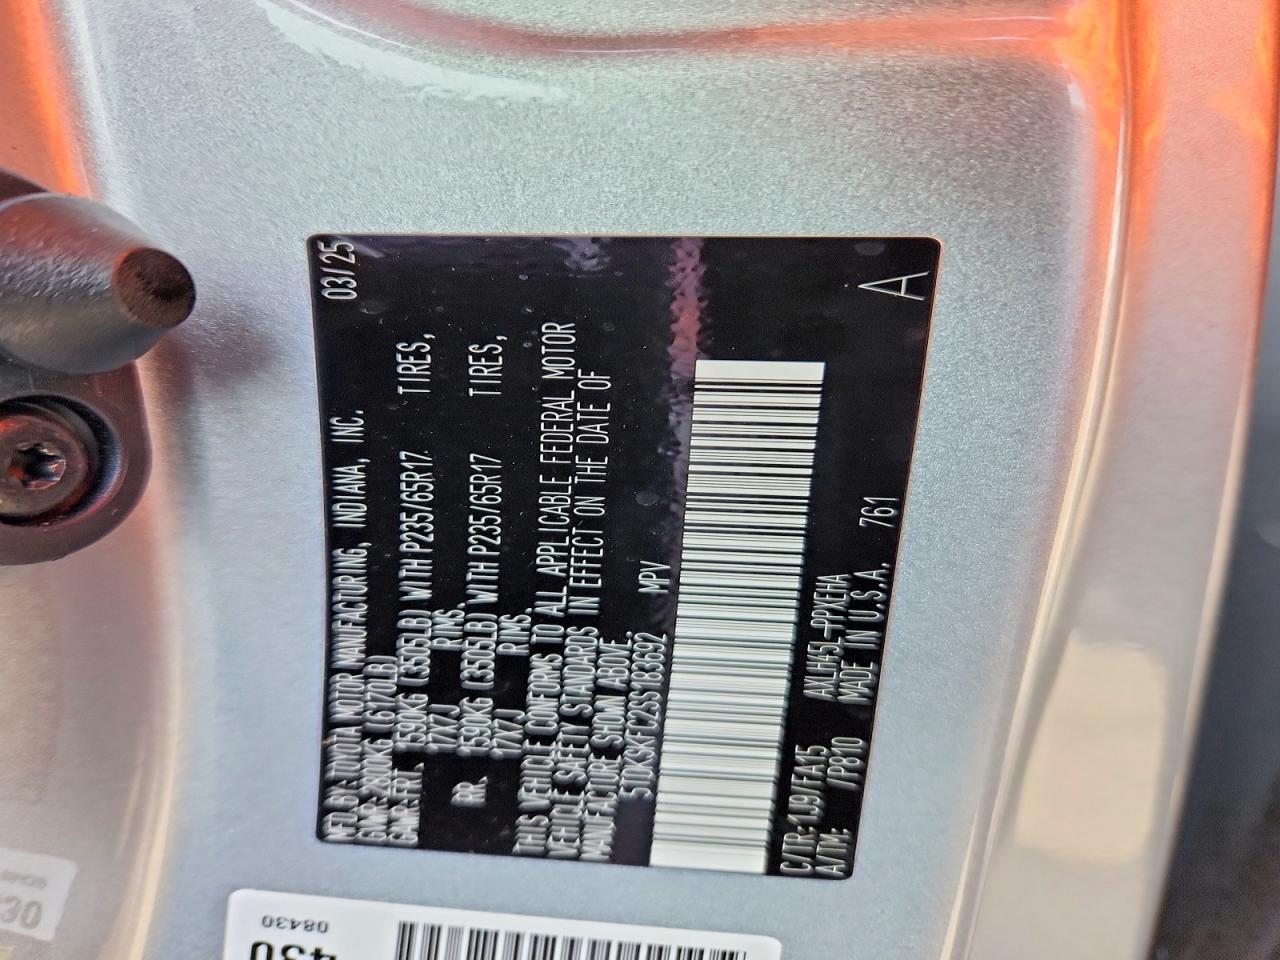 MFD. BY: TOYOTA MOTOR MANUFACTURING, INDIANA, INC. 03/25
GVWR: 2800KG (6170LB)
GAWR: FRT. 1590KG (3505LB) WITH P235/65R17 TIRES,
17X7J RIMS.
RR. 1590KG (3505LB) WITH P235/65R17 TIRES,
17X7J RIMS.
THIS VEHICLE CONFORMS TO ALL APPLICABLE FEDERAL MOTOR
VEHICLE SAFETY STANDARDS IN EFFECT ON THE DATE OF
MANUFACTURE SHOWN ABOVE.
5TDKSKFC2SS183692 MPV
C/TR: 1J9/FA15 AXLH45L-PPXEHA
A/TM: /P810 MADE IN U.S.A. 761 A
08430
430
30